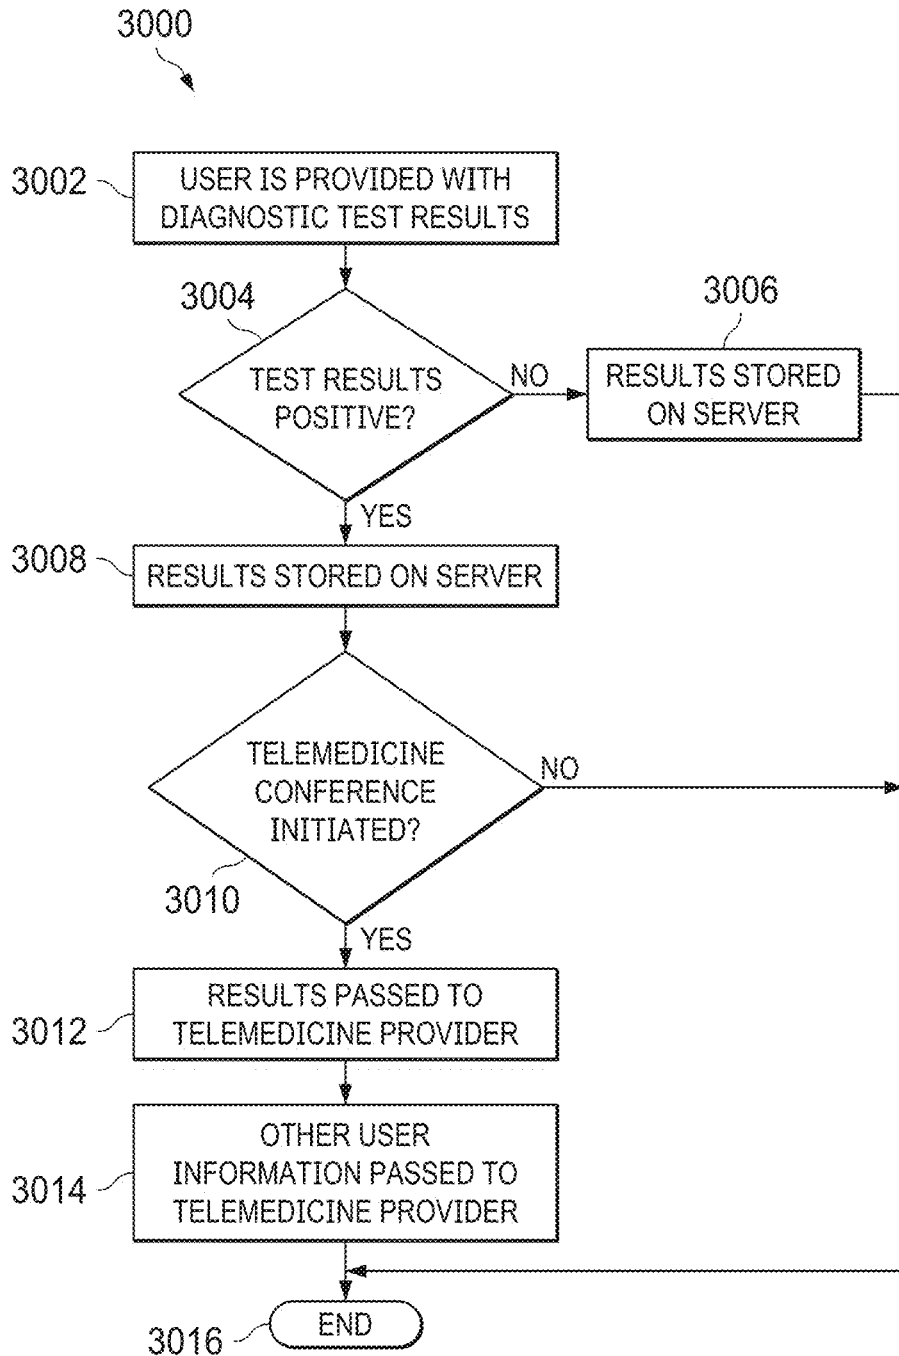 3000
3002
USER IS PROVIDED WITH
DIAGNOSTIC TEST RESULTS
3004
TEST RESULTS
POSITIVE?
NO
3006
RESULTS STORED
ON SERVER
YES
3008
RESULTS STORED ON SERVER
TELEMEDICINE
CONFERENCE
INITIATED?
NO
3010
YES
3012
RESULTS PASSED TO
TELEMEDICINE PROVIDER
3014
OTHER USER
INFORMATION PASSED TO
TELEMEDICINE PROVIDER
3016
END